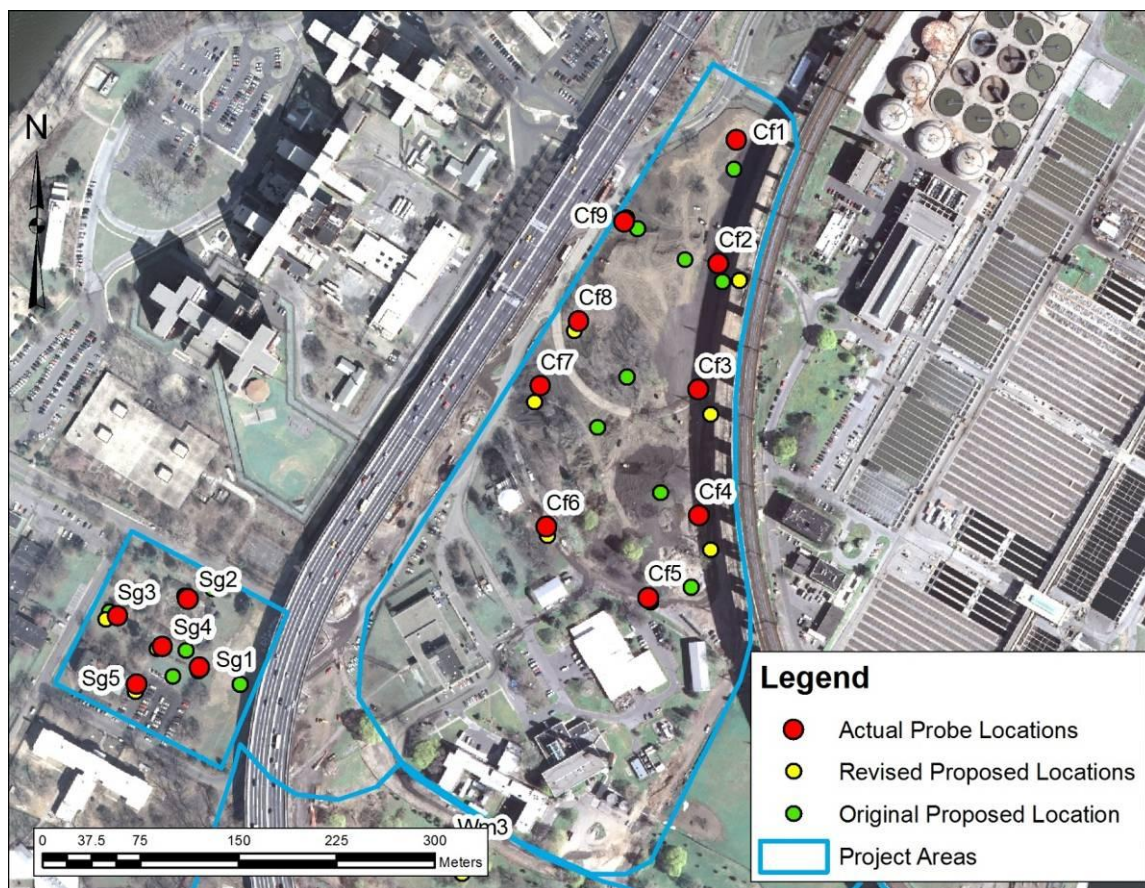 N
Cf1
Cf9
Cf2
Cf8
Cf7
Cf3
Cf6
Cf4
Cf5
Sg2
Sg3
Sg4
Sg1
Sg5
Wm3
0 37.5 75 150 225 300
Meters
Legend
Actual Probe Locations
Revised Proposed Locations
Original Proposed Location
Project Areas